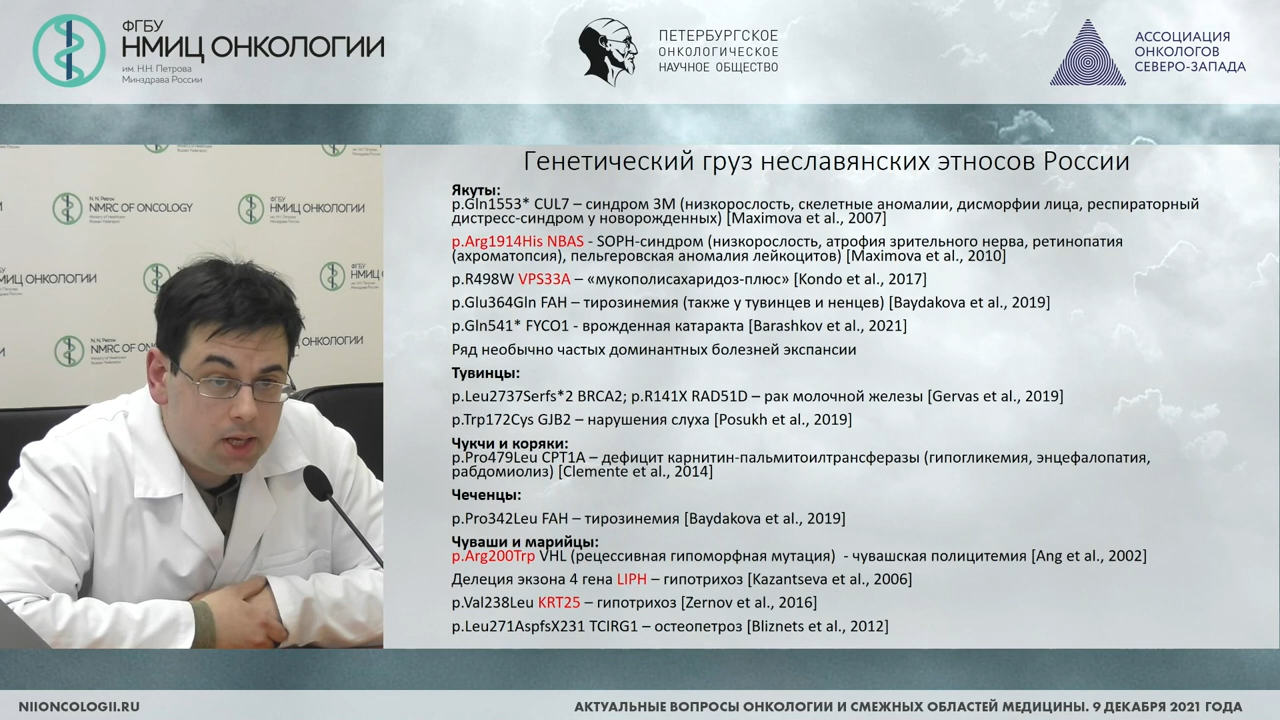 ФГБУ
НМИЦ ОНКОЛОГИИ
им. Н.Н. Петрова
Минздрава России
ПЕТЕРБУРГСКОЕ
ОНКОЛОГИЧЕСКОЕ
НАУЧНОЕ ОБЩЕСТВО
АССОЦИАЦИЯ
ОНКОЛОГОВ
СЕВЕРО-ЗАПАДА
NMRC OF ONCOLOGY
ФГБУ
НМИЦ ОНКОЛОГИИ
ФГБУ
Генетический груз неславянских этносов России
Якуты:
p.Gln1553* CUL7 – синдром 3М (низкорослость, скелетные аномалии, дисморфии лица, респираторный
дистресс-синдром у новорожденных) [Maximova et al., 2007]
p.Arg1914His NBAS - SOPH-синдром (низкорослость, атрофия зрительного нерва, ретинопатия
(ахроматопсия), пельгеровская аномалия лейкоцитов) [Maximova et al., 2010]
p.R498W VPS33A – «мукополисахаридоз-плюс» [Kondo et al., 2017]
p.Glu364Gln FAH – тирозинемия (также у тувинцев и ненцев) [Baydakova et al., 2019]
p.Gln541* FYCO1 - врожденная катаракта [Barashkov et al., 2021]
Ряд необычно частых доминантных болезней экспансии
Тувинцы:
p.Leu2737Serfs*2 BRCA2; p.R141X RAD51D – рак молочной железы [Gervas et al., 2019]
p.Trp172Cys GJB2 – нарушения слуха [Posukh et al., 2019]
Чукчи и коряки:
p.Pro479Leu CPT1A – дефицит карнитин-пальмитоилтрансферазы (гипогликемия, энцефалопатия,
рабдомиолиз) [Clemente et al., 2014]
Чеченцы:
p.Pro342Leu FAH – тирозинемия [Baydakova et al., 2019]
Чуваши и марийцы:
p.Arg200Trp VHL (рецессивная гипоморфная мутация) - чувашская полицитемия [Ang et al., 2002]
Делеция экзона 4 гена LIPH – гипотрихоз [Kazantseva et al., 2006]
p.Val238Leu KRT25 – гипотрихоз [Zernov et al., 2016]
p.Leu271AspfsX231 TCIRG1 – остеопетроз [Bliznets et al., 2012]
NIIONCOLOGII.RU
АКТУАЛЬНЫЕ ВОПРОСЫ ОНКОЛОГИИ И СМЕЖНЫХ ОБЛАСТЕЙ МЕДИЦИНЫ. 9 ДЕКАБРЯ 2021 ГОДА